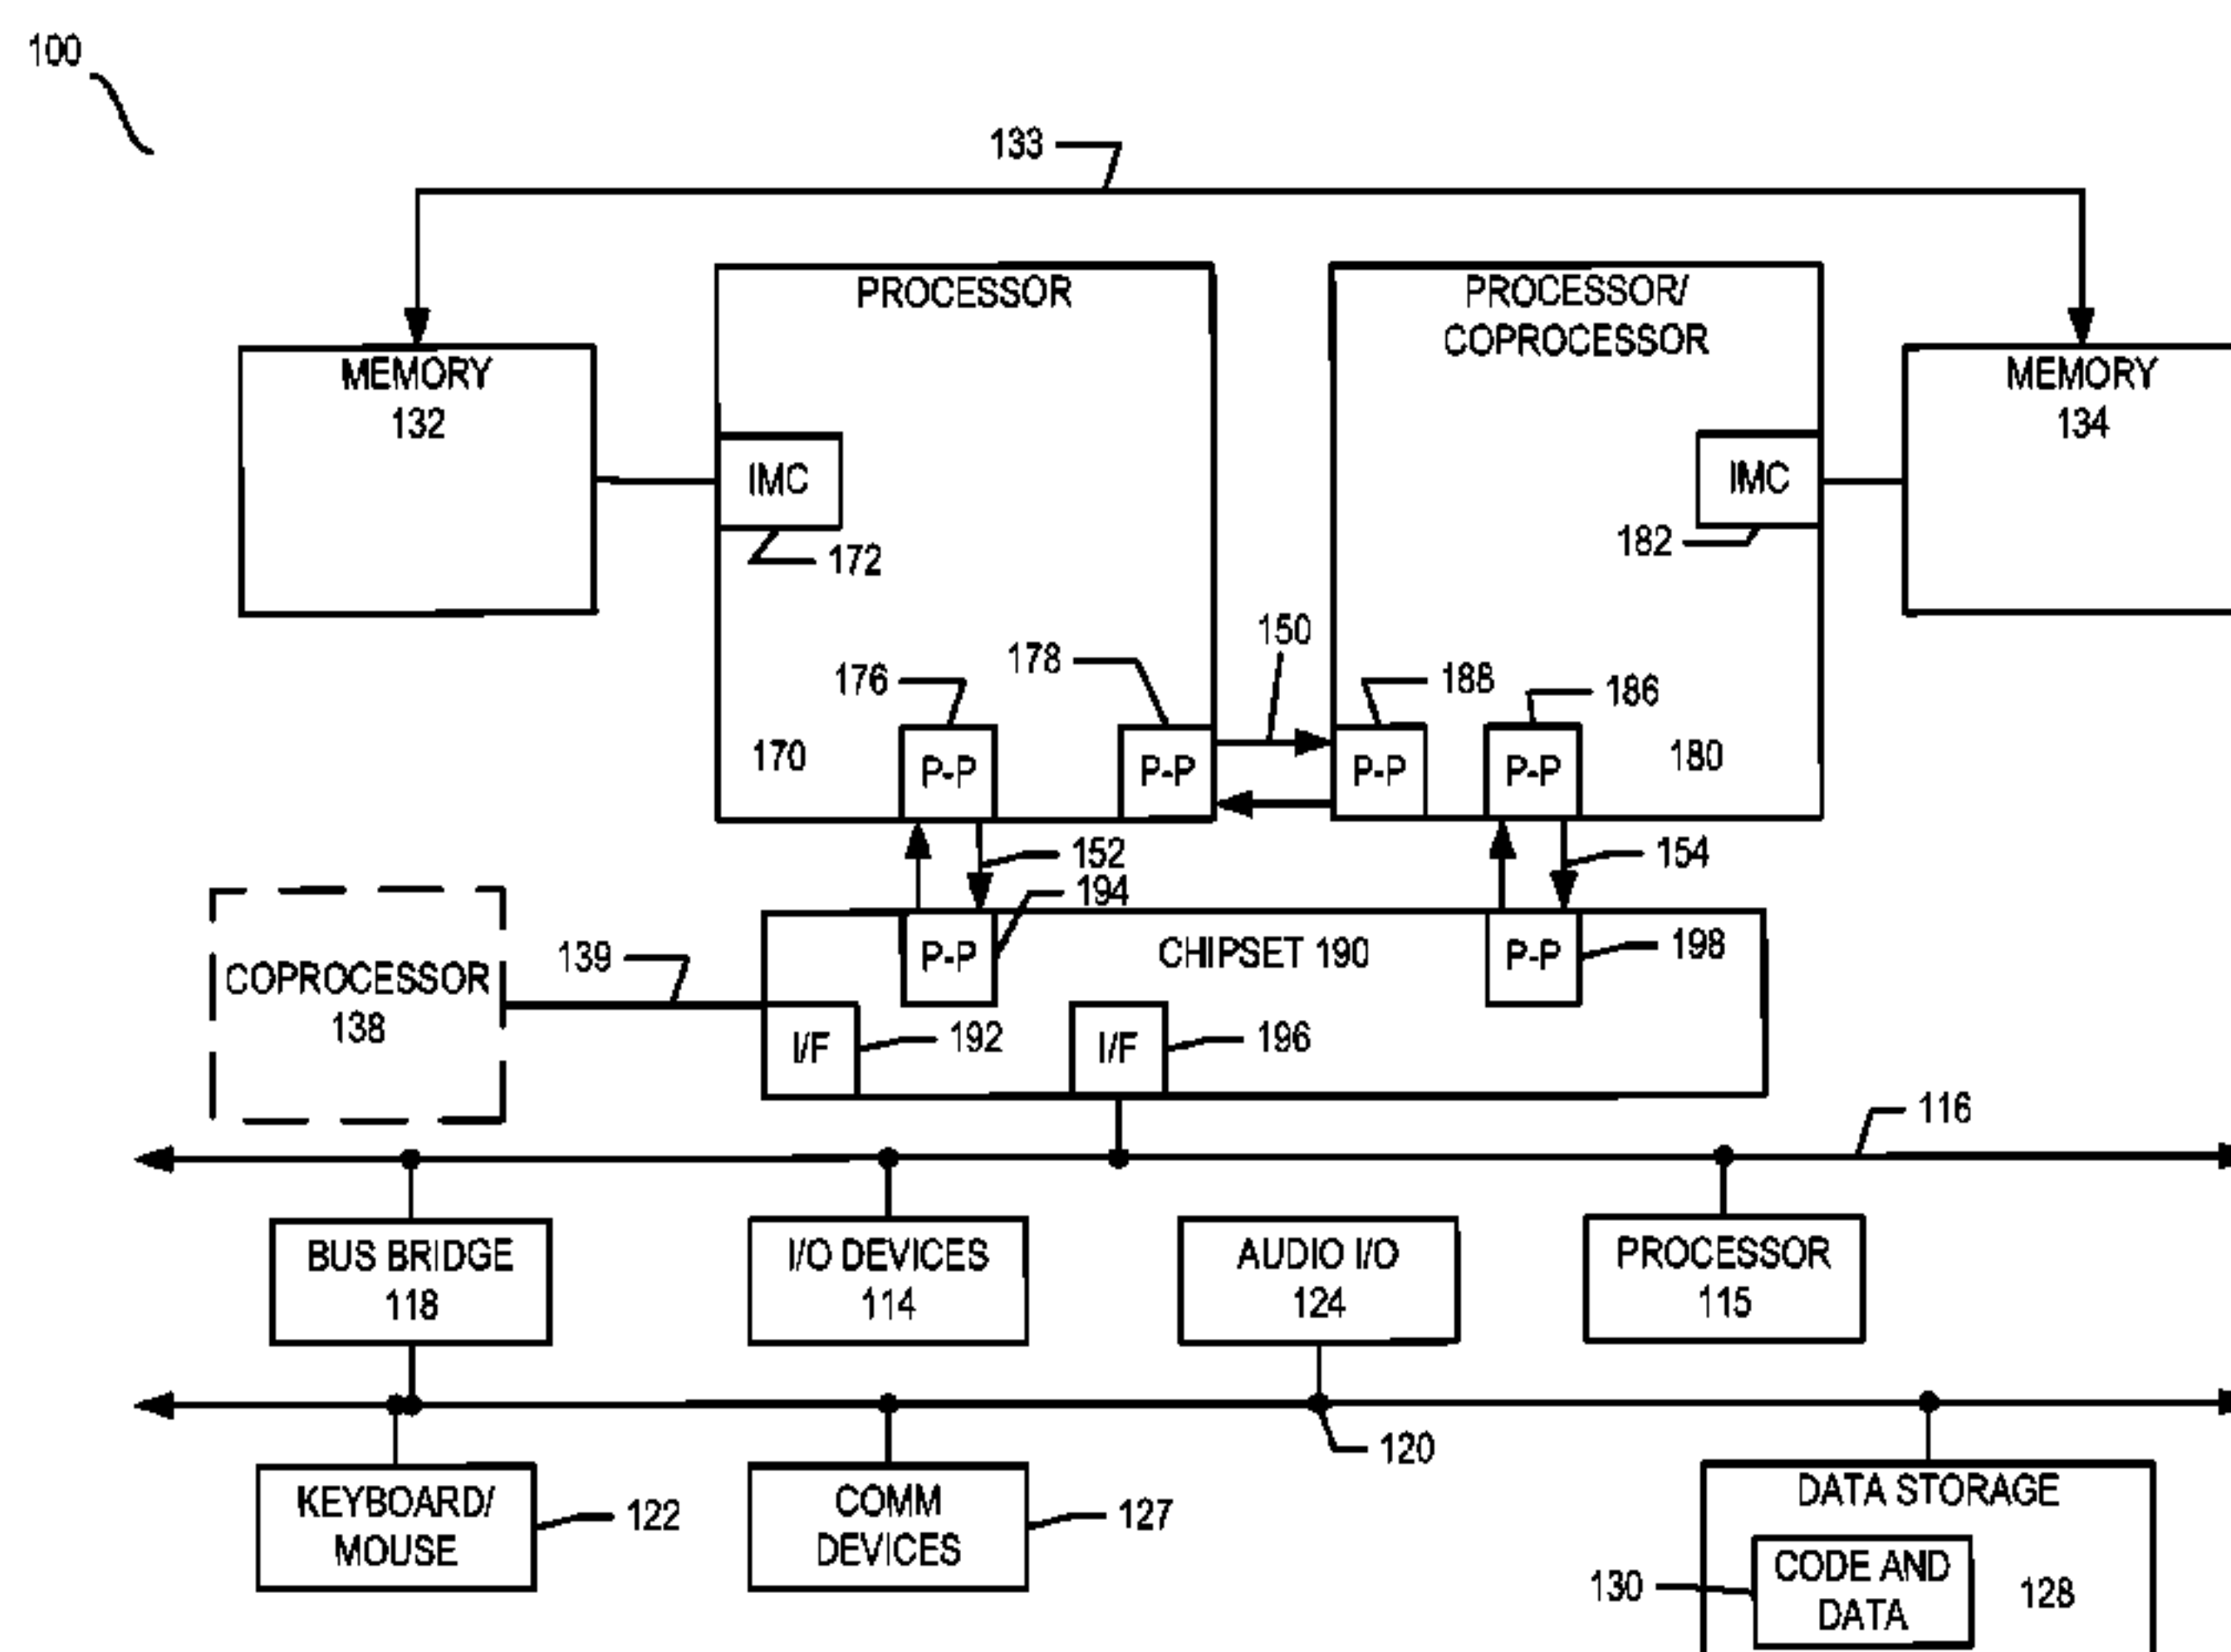 100
133
PROCESSOR
PROCESSOR/
COPROCESSOR
MEMORY
132
MEMORY
134
IMC
172
IMC
182
150
178
176
188
186
170
P-P
P-P
P-P
P-P
180
152
154
194
COPROCESSOR
138
139
P-P
CHIPSET 190
P-P
198
I/F
192
I/F
196
116
BUS BRIDGE
118
I/O DEVICES
114
AUDIO I/O
124
PROCESSOR
115
120
KEYBOARD/
MOUSE
122
COMM
DEVICES
127
DATA STORAGE
130
CODE AND
DATA
128